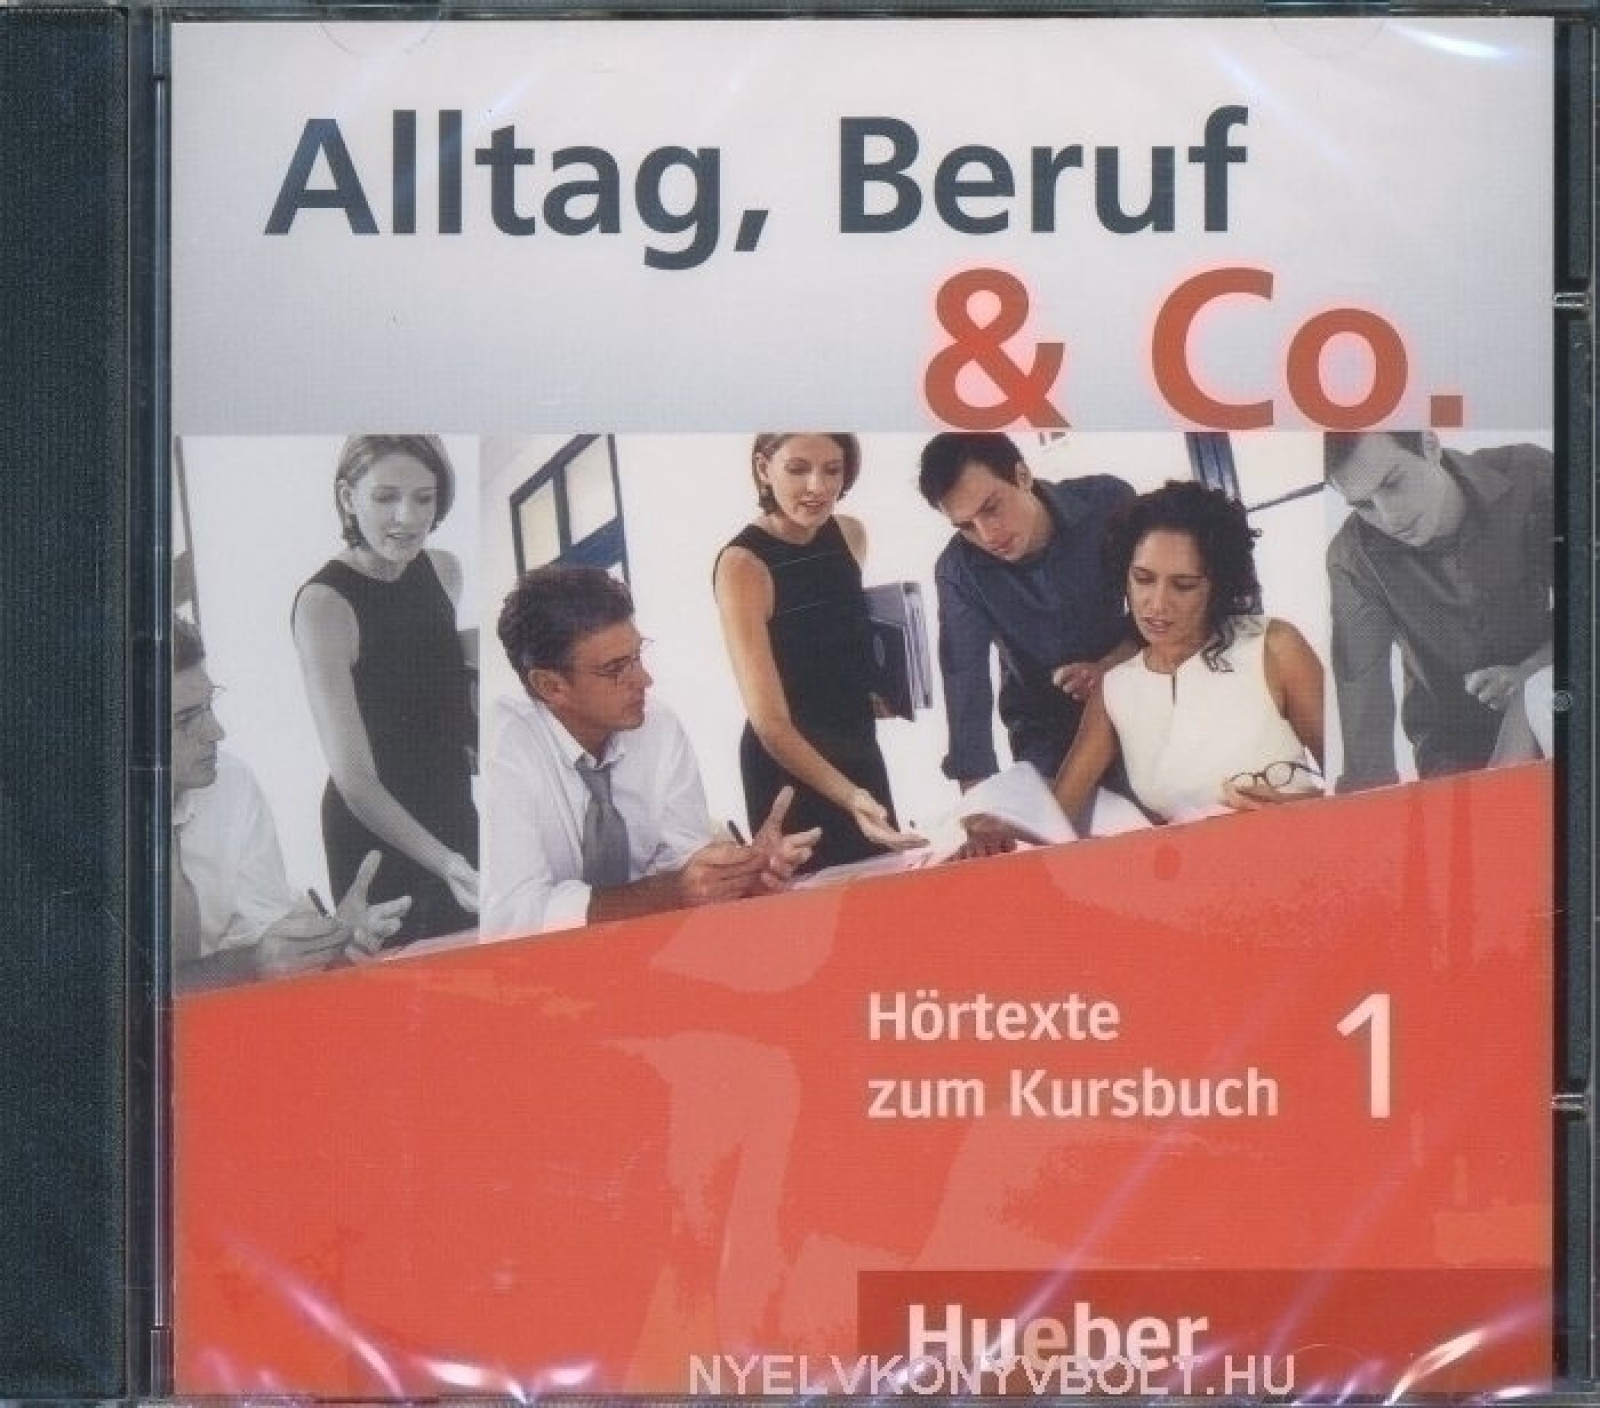 Alltag, Beruf
& Co.
Hörtexte
zum Kursbuch 1
Hueber
NYELVKONYVBOLT.HU